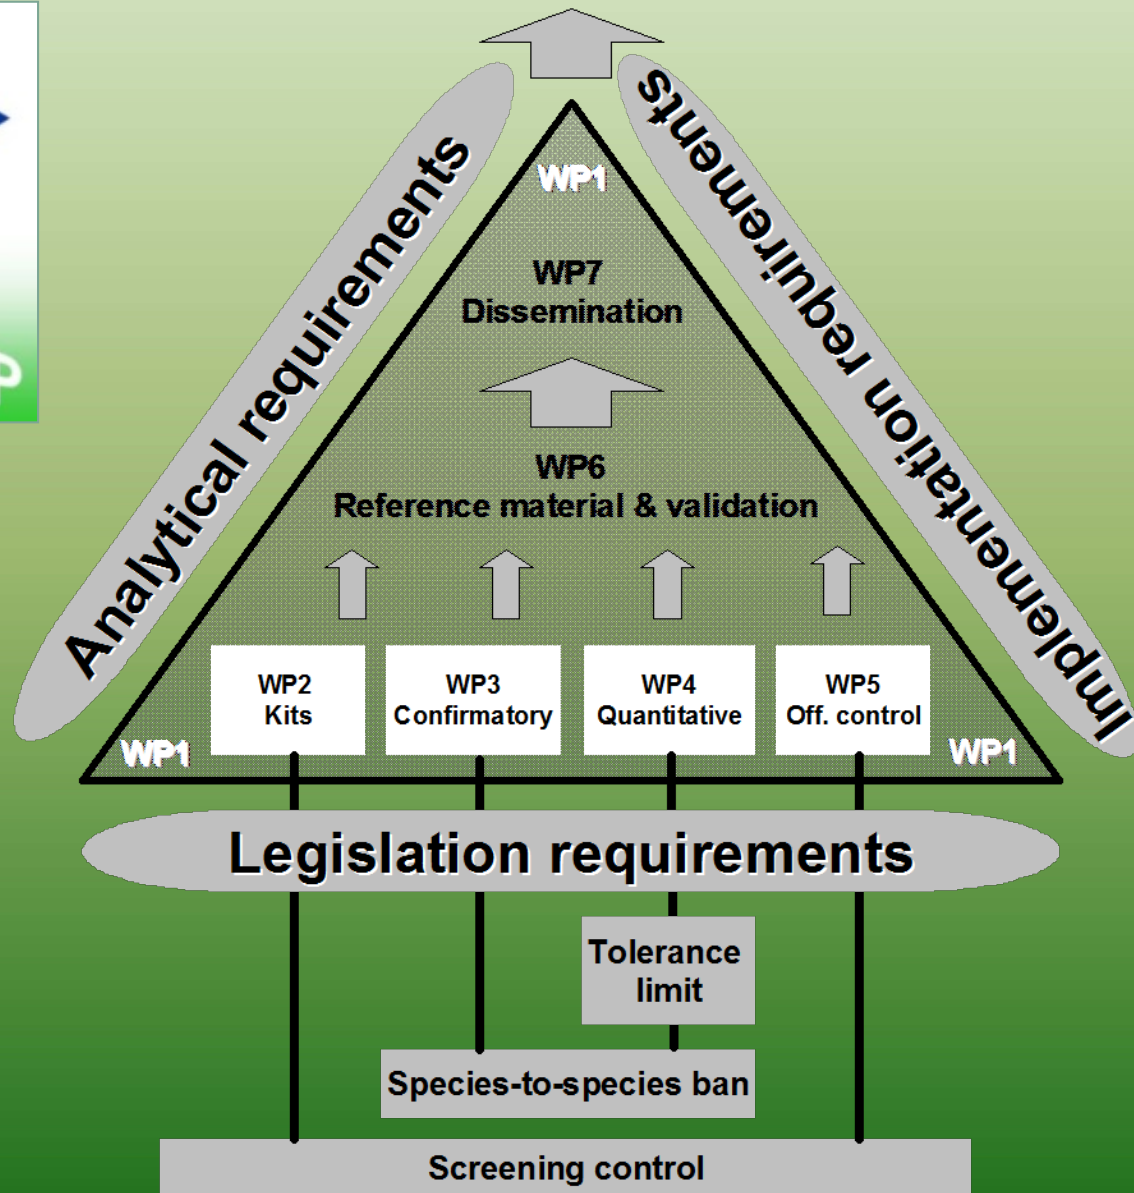 Analytical requirements
Implementation requirements
WP1
WP7
Dissemination
WP6
Reference material & validation
WP2
Kits
WP3
Confirmatory
WP4
Quantitative
WP5
Off. control
WP1
WP1
Legislation requirements
Tolerance
limit
Species-to-species ban
Screening control